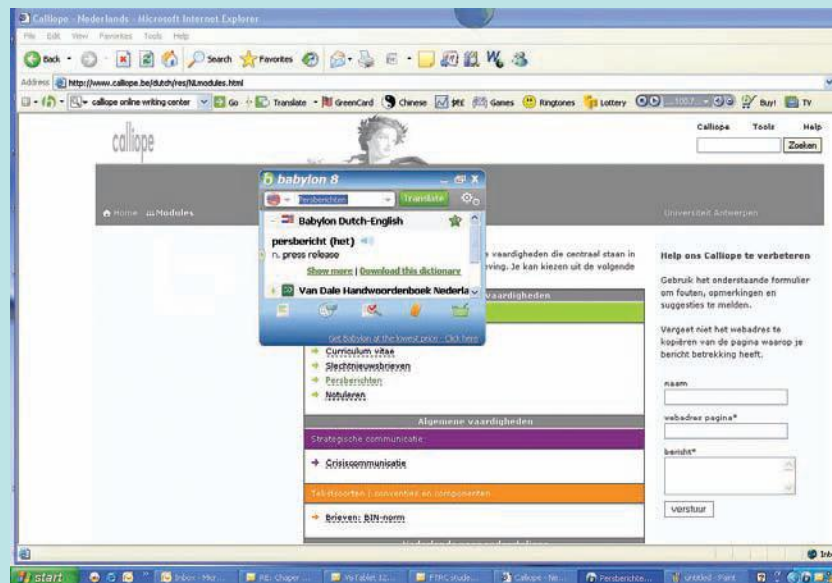 Calliope - Nederlands - Microsoft Internet Explorer
File Edit View Favorites Tools Help
Back Search Favorites
Address http://www.calliope.be/dutch/res/NLmodules.html
calliope online writing center Go Translate GreenCard Chinese Games Ringtones Lottery Buy! TV
calliope
Calliope Tools Help
Zoeken
Home Modules
Universiteit Antwerpen
babylon 8
Persberichten Translate
Babylon Dutch-English
persbericht (het)
n. press release
Show more | Download this dictionary
Van Dale Handwoordenboek Nederla
Get Babylon at the lowest price - Click here
vaardigheden die centraal staan in
ving. Je kan kiezen uit de volgende
vaardigheden
Curriculum vitae
Slechtnieuwsbrieven
Persberichten
Notuleren
Algemene vaardigheden
Strategische communicatie
Crisiscommunicatie
Tekstsoorten : conventies en componenten
Brieven: BIN-norm
Help ons Calliope te verbeteren
Gebruik het onderstaande formulier
om fouten, opmerkingen en
suggesties te melden.
Vergeet niet het webadres te
kopiëren van de pagina waarop je
bericht betrekking heeft.
naam
webadres pagina*
bericht*
verstuur
start Inbox - Mic... RE: Chaper ... VisTablet 12... Calliope - Ne... Persberichte... untitled - Paint